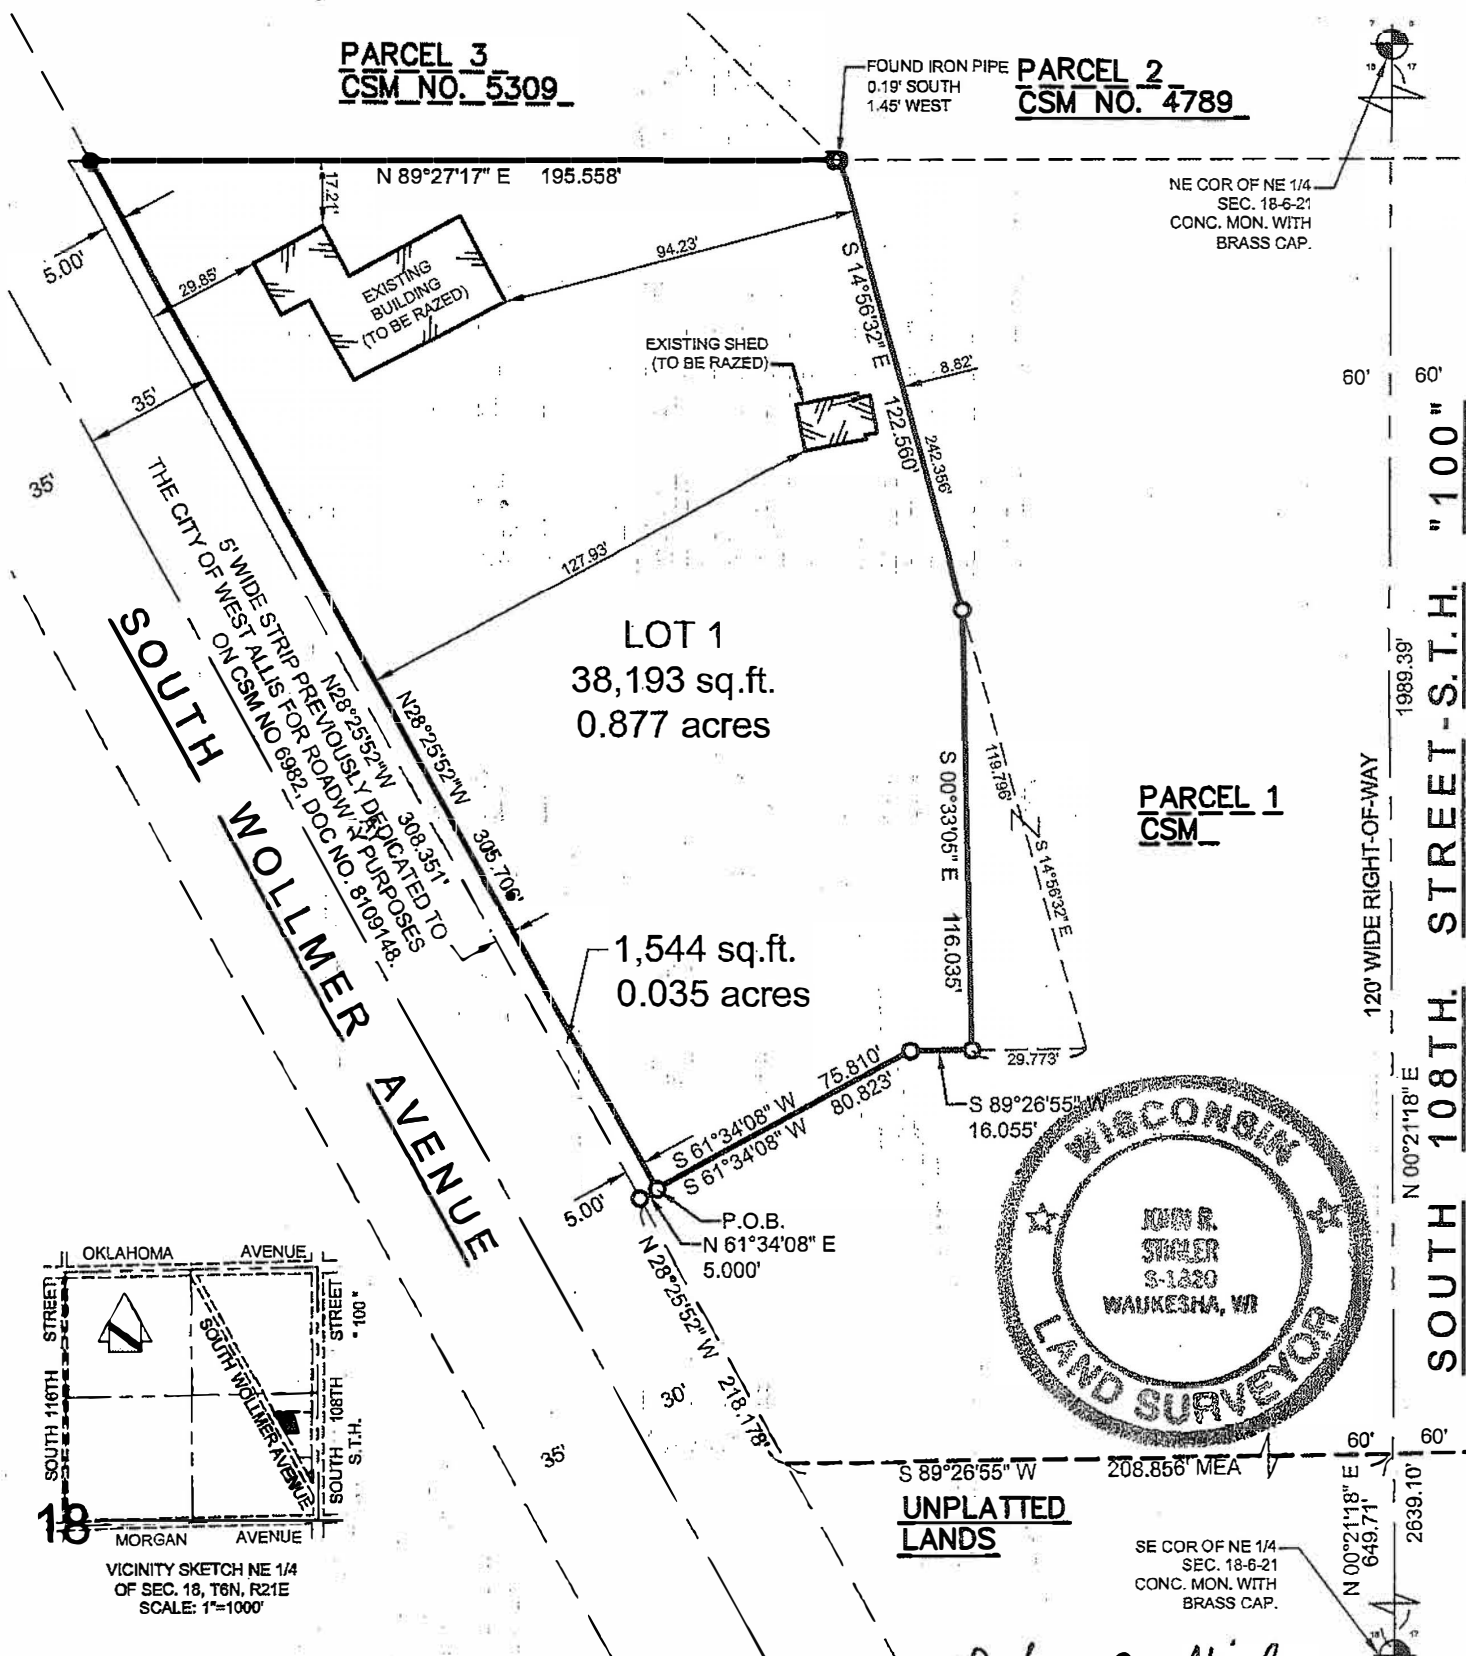 PARCEL 3
CSM NO. 5309
FOUND IRON PIPE
0.19' SOUTH
1.45' WEST
PARCEL 2
CSM NO. 4789
NE COR OF NE 1/4
SEC. 18-6-21
CONC. MON. WITH
BRASS CAP.
N 89°27'17" E 195.558'
17.21'
5.00'
29.85'
94.23'
EXISTING
BUILDING
(TO BE RAZED)
S 14°56'32" E 122.560'
EXISTING SHED
(TO BE RAZED)
8.82'
242.356'
60' 60'
35'
35'
127.93'
LOT 1
38,193 sq.ft.
0.877 acres
THE CITY OF WEST ALLIS FOR ROADWAY PURPOSES
5' WIDE STRIP PREVIOUSLY DEDICATED TO
ON CSM NO 6982, DOC NO. 8109148.
N28°25'52"W 308.351'
N28°25'52"W 305.706'
SOUTH WOLLMER AVENUE
S 00°33'05" E 116.035'
119.796'
S 14°56'32" E
PARCEL 1
CSM
1989.39'
120' WIDE RIGHT-OF-WAY
N 00°21'18" E
SOUTH 108TH. STREET-S.T.H. "100"
1,544 sq.ft.
0.035 acres
29.773'
75.810'
80.823'
S 61°34'08" W
S 61°34'08" W
S 89°26'55" W
16.055'
5.00'
P.O.B.
N 61°34'08" E
5.000'
N 28°25'52" W 218.178'
WISCONSIN
JOHN R.
STIGLER
S-1820
WAUKESHA, WI
LAND SURVEYOR
30'
35'
60' 60'
S 89°26'55" W 208.856' MEA
UNPLATTED
LANDS
N 00°21'18" E
649.71'
2639.10'
SE COR OF NE 1/4
SEC. 18-6-21
CONC. MON. WITH
BRASS CAP.
OKLAHOMA AVENUE
SOUTH 116TH STREET
SOUTH WOLLMER AVENUE
SOUTH 108TH STREET
S.T.H. "100"
18
MORGAN AVENUE
VICINITY SKETCH NE 1/4
OF SEC. 18, T6N, R21E
SCALE: 1"=1000'